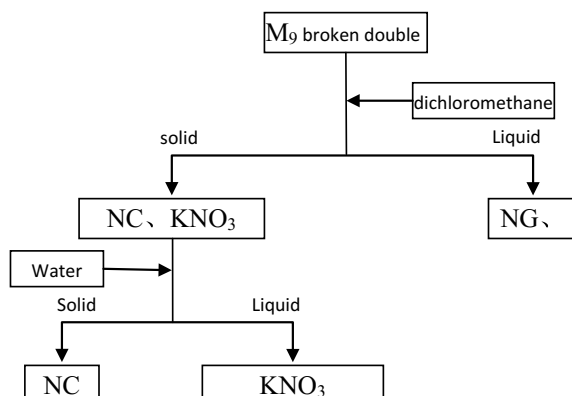 M₉ broken double
dichloromethane
solid
Liquid
NC、KNO₃
NG、
Water
Solid
Liquid
NC
KNO₃